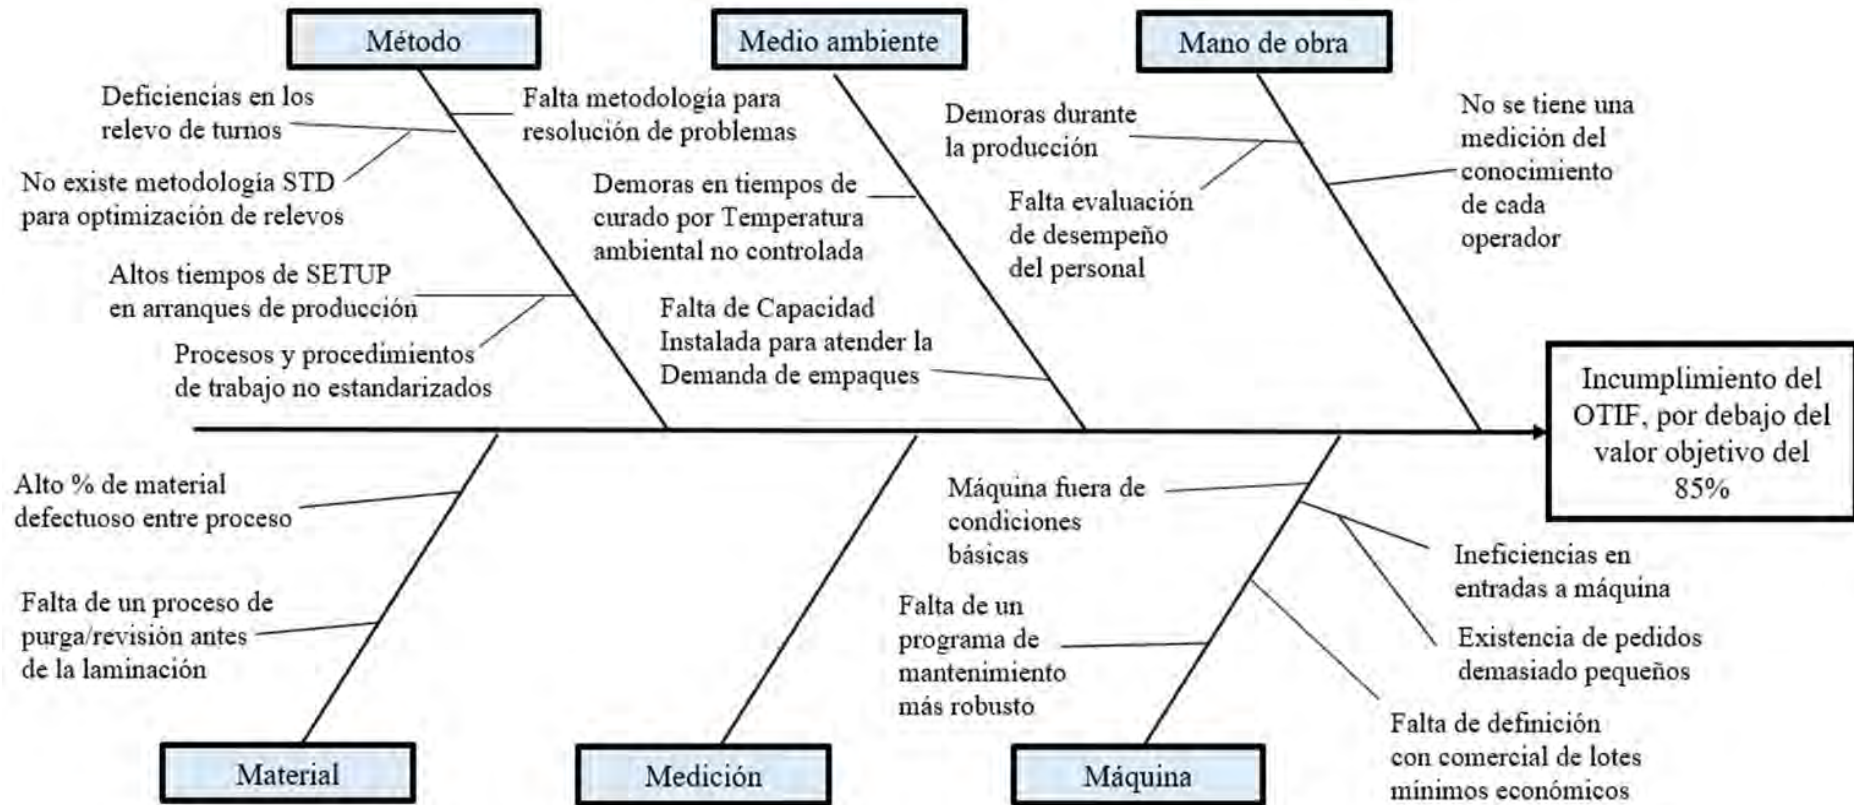 Método
Medio ambiente
Mano de obra
Deficiencias en los
relevo de turnos
Falta metodología para
resolución de problemas
No existe metodología STD
para optimización de relevos
Altos tiempos de SETUP
en arranques de producción
Procesos y procedimientos
de trabajo no estandarizados
Demoras en tiempos de
curado por Temperatura
ambiental no controlada
Falta de Capacidad
Instalada para atender la
Demanda de empaques
Demoras durante
la producción
Falta evaluación
de desempeño
del personal
No se tiene una
medición del
conocimiento
de cada
operador
Incumplimiento del
OTIF, por debajo del
valor objetivo del
85%
Alto % de material
defectuoso entre proceso
Falta de un proceso de
purga/revisión antes
de la laminación
Máquina fuera de
condiciones
básicas
Falta de un
programa de
mantenimiento
más robusto
Ineficiencias en
entradas a máquina
Existencia de pedidos
demasiado pequeños
Falta de definición
con comercial de lotes
mínimos económicos
Material
Medición
Máquina